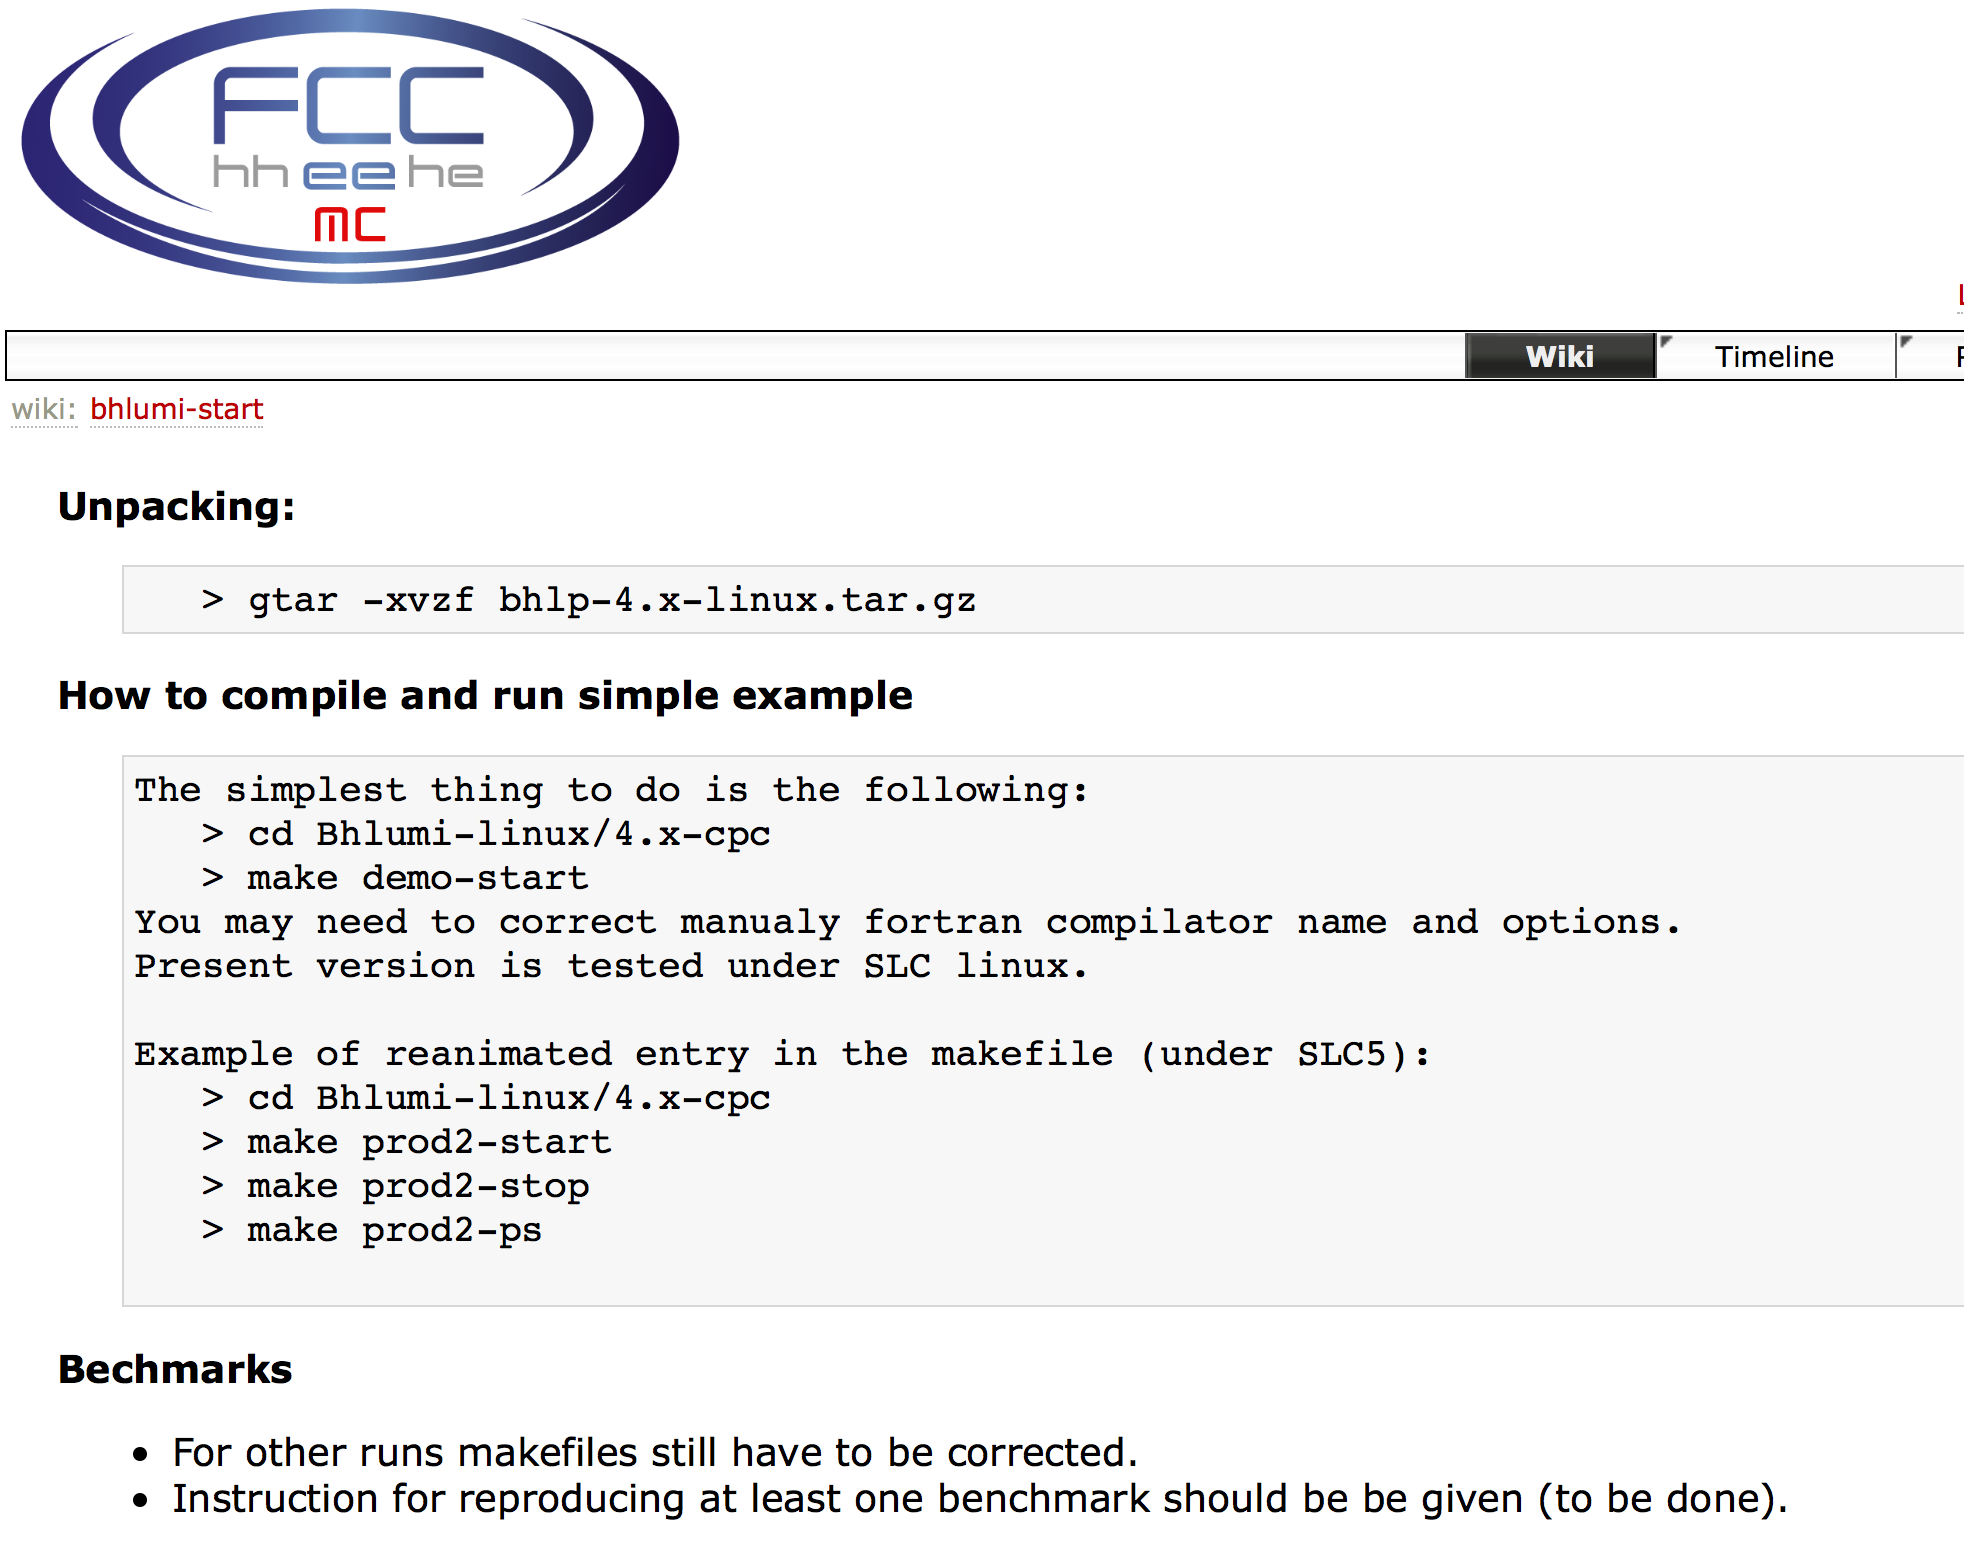 FCC
hh ee he
MC
Wiki
Timeline
wiki: bhlumi-start
Unpacking:
> gtar -xvzf bhlp-4.x-linux.tar.gz
How to compile and run simple example
The simplest thing to do is the following:
> cd Bhlumi-linux/4.x-cpc
> make demo-start
You may need to correct manualy fortran compilator name and options.
Present version is tested under SLC linux.
Example of reanimated entry in the makefile (under SLC5):
> cd Bhlumi-linux/4.x-cpc
> make prod2-start
> make prod2-stop
> make prod2-ps
Bechmarks
• For other runs makefiles still have to be corrected.
• Instruction for reproducing at least one benchmark should be be given (to be done).